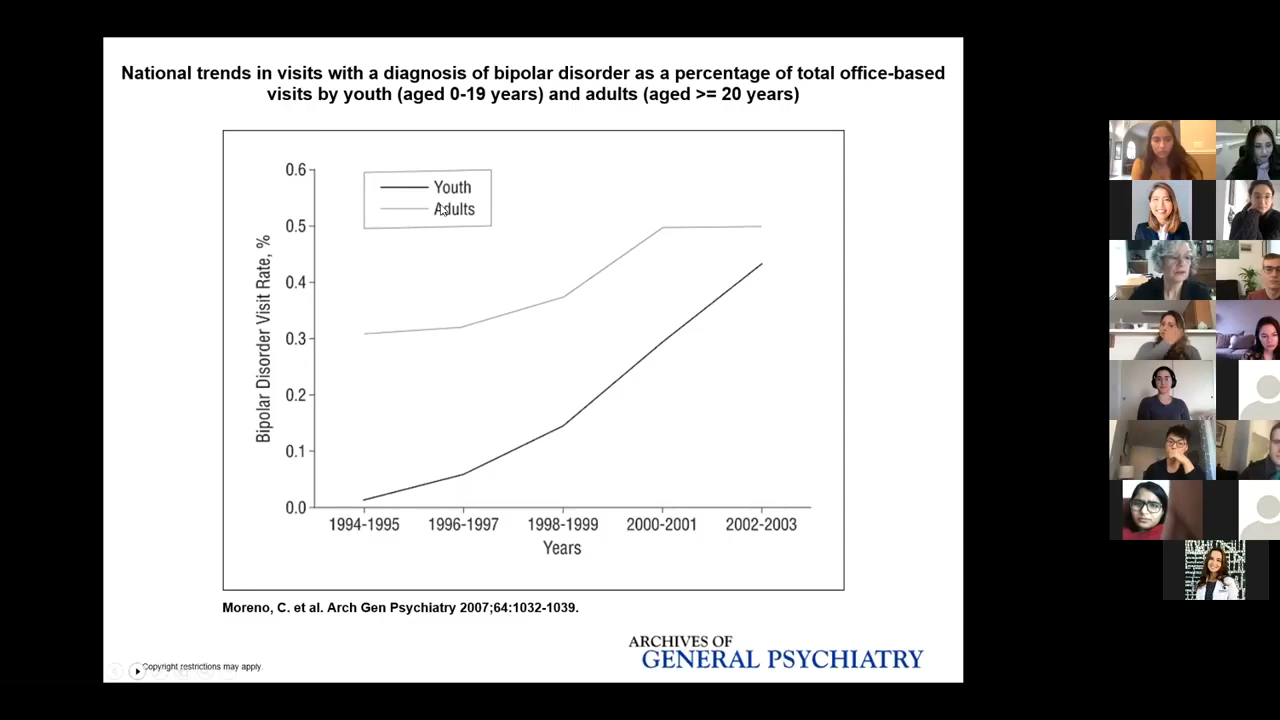 National trends in visits with a diagnosis of bipolar disorder as a percentage of total office-based
visits by youth (aged 0-19 years) and adults (aged >= 20 years)
Youth
Adults
Bipolar Disorder Visit Rate, %
0.6
0.5
0.4
0.3
0.2
0.1
0.0
1994-1995 1996-1997 1998-1999 2000-2001 2002-2003
Years
Moreno, C. et al. Arch Gen Psychiatry 2007;64:1032-1039.
ARCHIVES OF
GENERAL PSYCHIATRY
Copyright restrictions may apply.